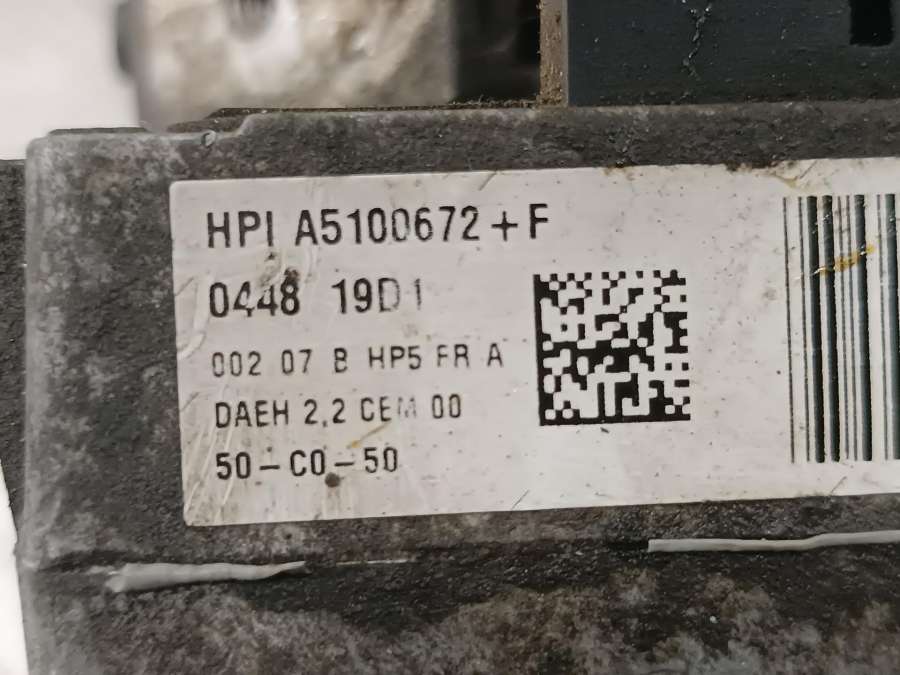 HPI A5100672+F
0448 19D1
002 07 B HP5 FR A
DAEH 2,2 CEM 00
50-C0-50